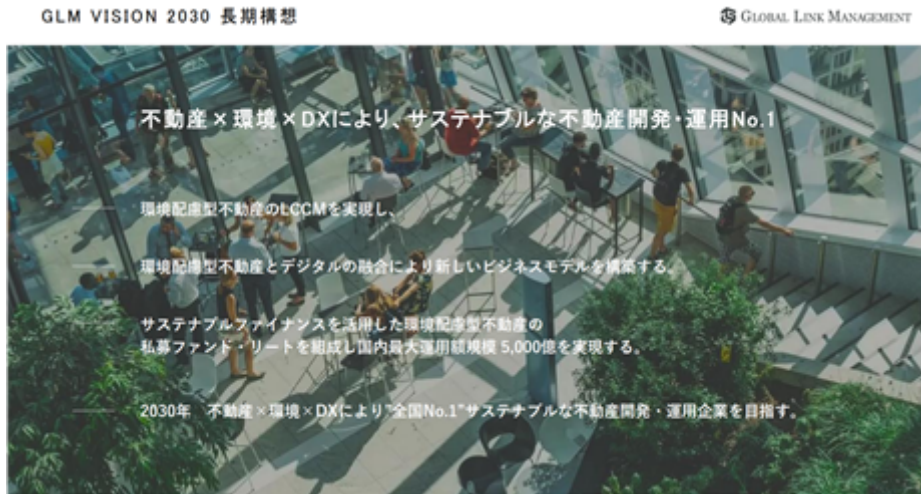 GLM VISION 2030 長期構想
GLOBAL LINK MANAGEMENT
不動産×環境×DXにより、サステナブルな不動産開発・運用No.1
環境配慮型不動産のLCCMを実現し、
環境配慮型不動産とデジタルの融合により新しいビジネスモデルを構築する。
サステナブルファイナンスを活用した環境配慮型不動産の
私募ファンド・リートを組成し国内最大運用額規模 5,000億を実現する。
2030年 不動産×環境×DXにより"全国No.1"サステナブルな不動産開発・運用企業を目指す。